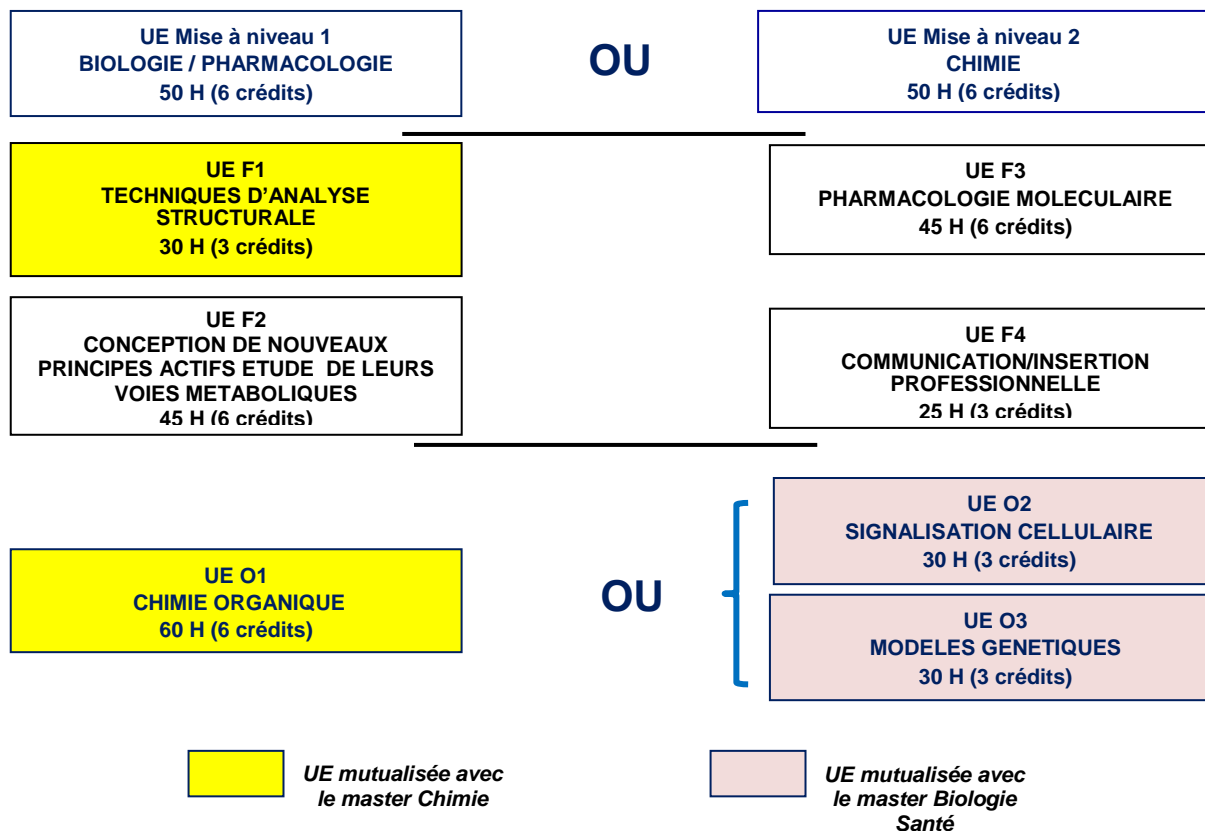 UE Mise à niveau 1
BIOLOGIE / PHARMACOLOGIE
50 H (6 crédits)
OU
UE Mise à niveau 2
CHIMIE
50 H (6 crédits)
UE F1
TECHNIQUES D'ANALYSE
STRUCTURALE
30 H (3 crédits)
UE F3
PHARMACOLOGIE MOLECULAIRE
45 H (6 crédits)
UE F2
CONCEPTION DE NOUVEAUX
PRINCIPES ACTIFS ETUDE DE LEURS
VOIES METABOLIQUES
45 H (6 crédits)
UE F4
COMMUNICATION/INSERTION
PROFESSIONNELLE
25 H (3 crédits)
UE O1
CHIMIE ORGANIQUE
60 H (6 crédits)
OU
UE O2
SIGNALISATION CELLULAIRE
30 H (3 crédits)
UE O3
MODELES GENETIQUES
30 H (3 crédits)
UE mutualisée avec
le master Chimie
UE mutualisée avec
le master Biologie
Santé